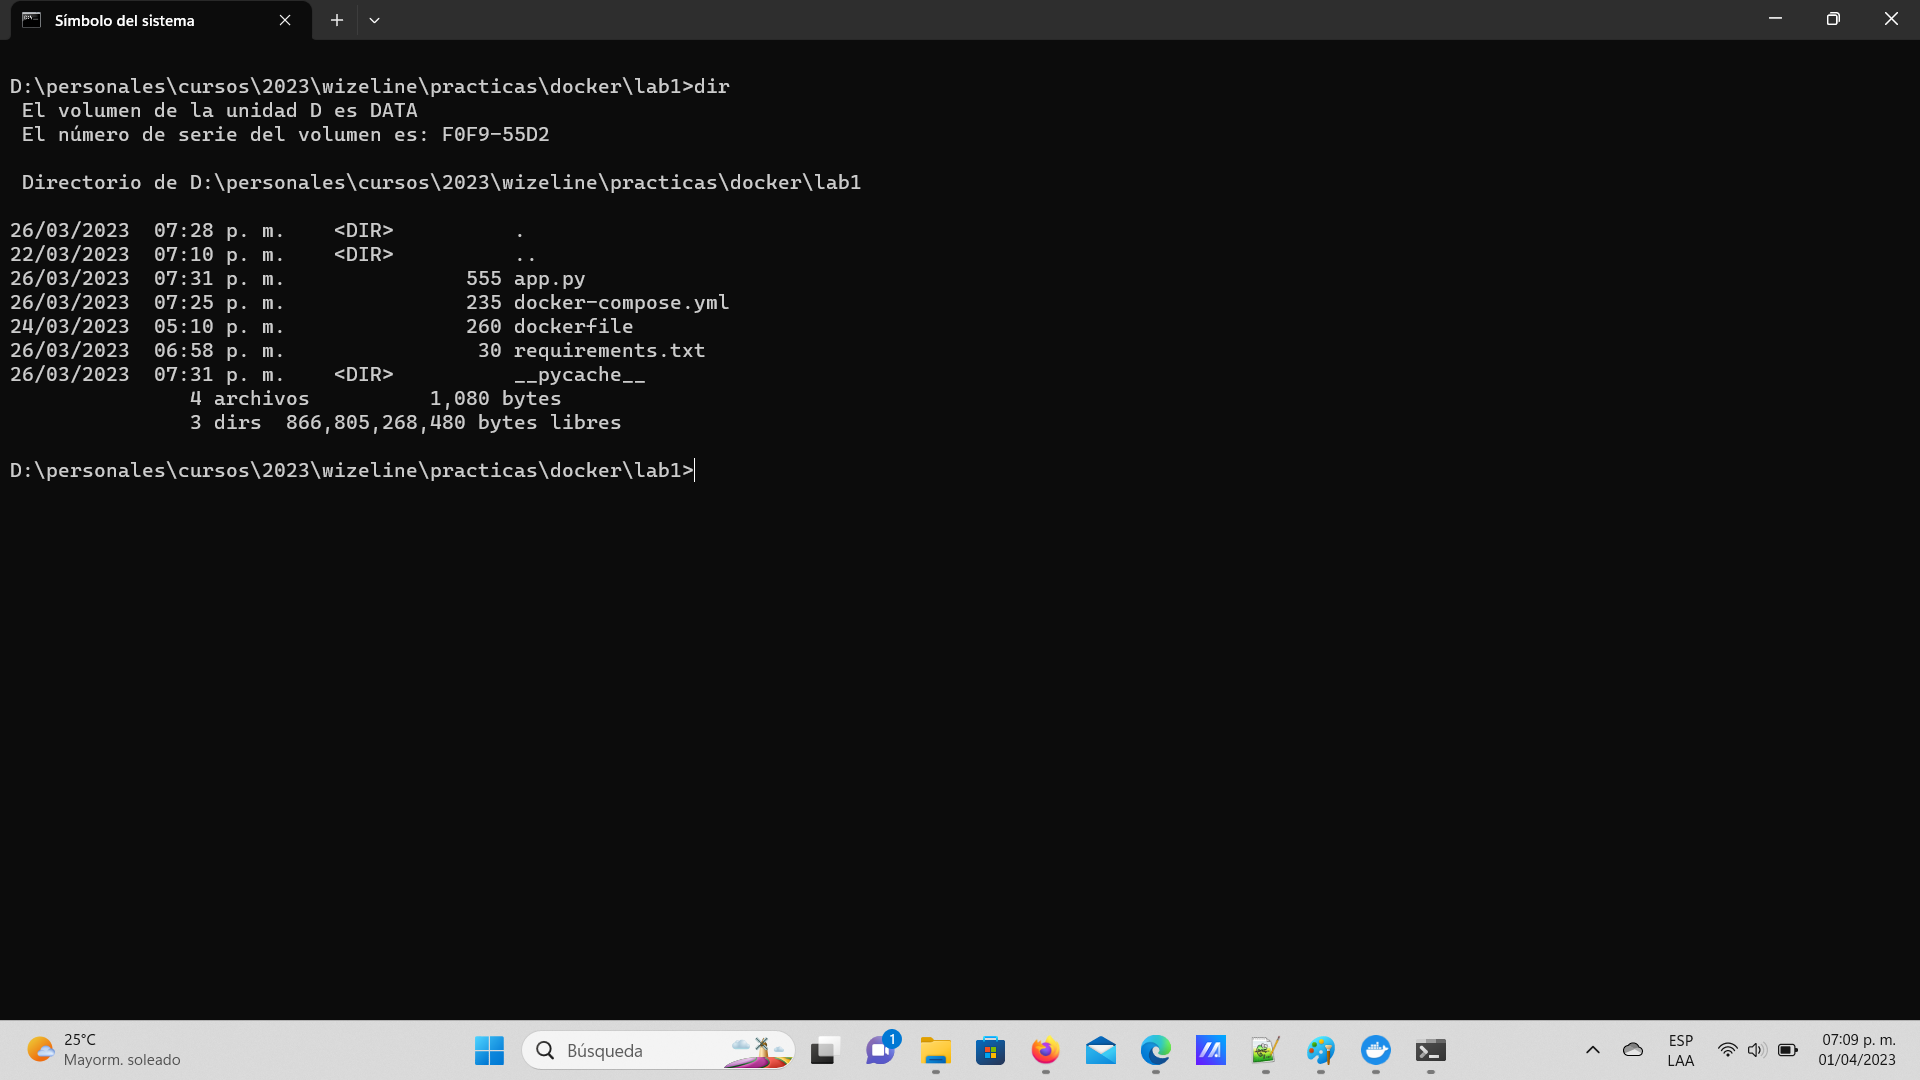 Símbolo del sistema
D:\personales\cursos\2023\wizeline\practicas\docker\lab1>dir
 El volumen de la unidad D es DATA
 El número de serie del volumen es: F0F9-55D2
 Directorio de D:\personales\cursos\2023\wizeline\practicas\docker\lab1
26/03/2023  07:28 p. m.    <DIR>          .
22/03/2023  07:10 p. m.    <DIR>          ..
26/03/2023  07:31 p. m.               555 app.py
26/03/2023  07:25 p. m.               235 docker-compose.yml
24/03/2023  05:10 p. m.               260 dockerfile
26/03/2023  06:58 p. m.                30 requirements.txt
26/03/2023  07:31 p. m.    <DIR>          __pycache__
               4 archivos          1,080 bytes
               3 dirs  866,805,268,480 bytes libres
D:\personales\cursos\2023\wizeline\practicas\docker\lab1>
25°C
Mayorm. soleado
Búsqueda
1
ESP
LAA
07:09 p. m.
01/04/2023